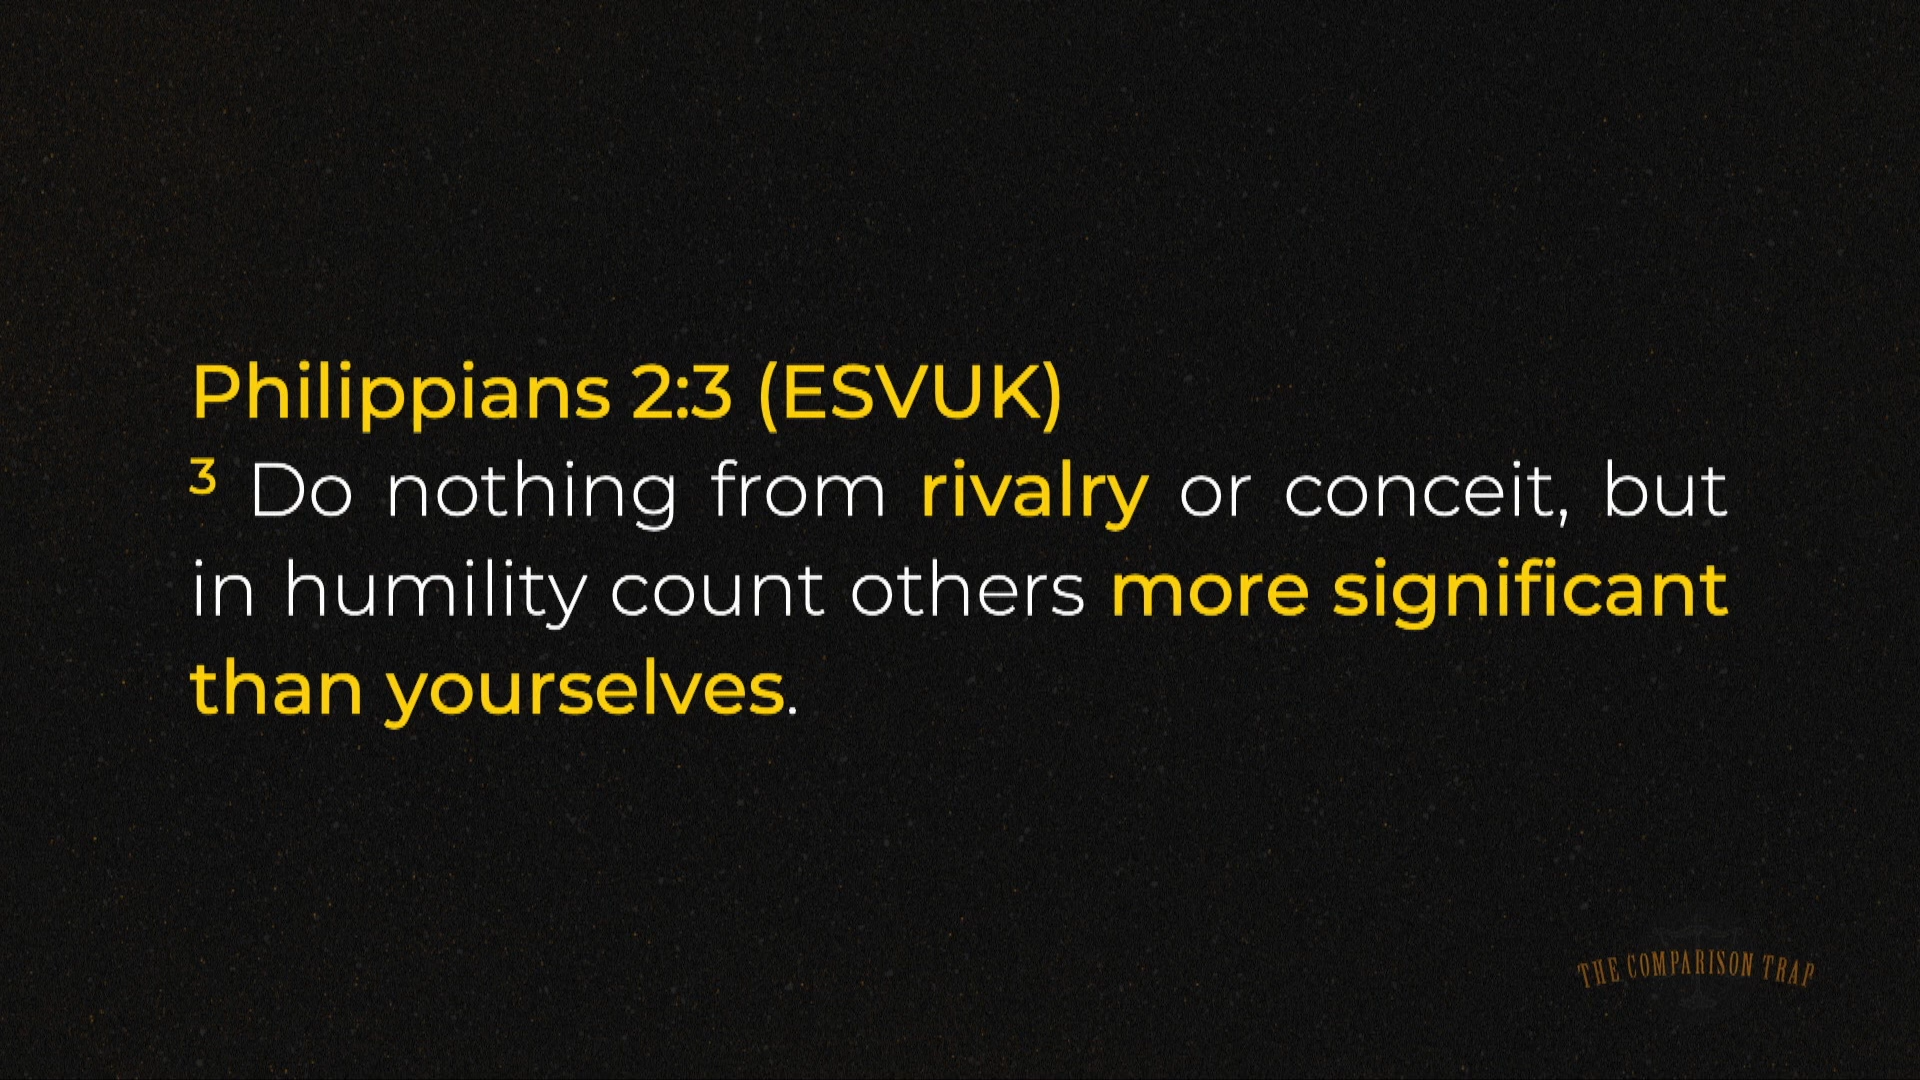 Philippians 2:3 (ESVUK)
³ Do nothing from rivalry or conceit, but
in humility count others more significant
than yourselves.
THE COMPARISON TRAP